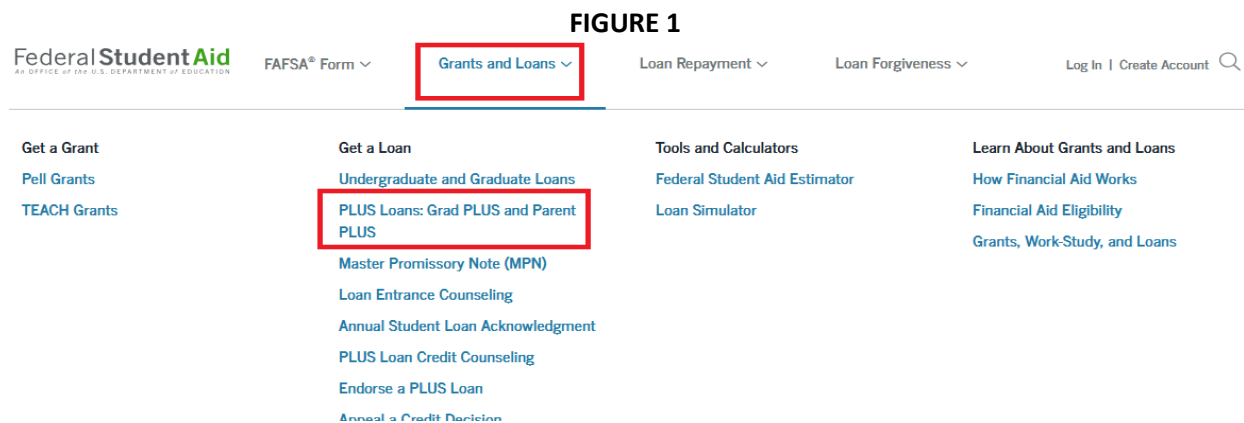 FIGURE 1
Federal Student Aid
An OFFICE of the U.S. DEPARTMENT of EDUCATION
FAFSA® Form
Grants and Loans
Loan Repayment
Loan Forgiveness
Log In | Create Account
Get a Grant
Pell Grants
TEACH Grants
Get a Loan
Undergraduate and Graduate Loans
PLUS Loans: Grad PLUS and Parent
PLUS
Master Promissory Note (MPN)
Loan Entrance Counseling
Annual Student Loan Acknowledgment
PLUS Loan Credit Counseling
Endorse a PLUS Loan
Appeal a Credit Decision
Tools and Calculators
Federal Student Aid Estimator
Loan Simulator
Learn About Grants and Loans
How Financial Aid Works
Financial Aid Eligibility
Grants, Work-Study, and Loans